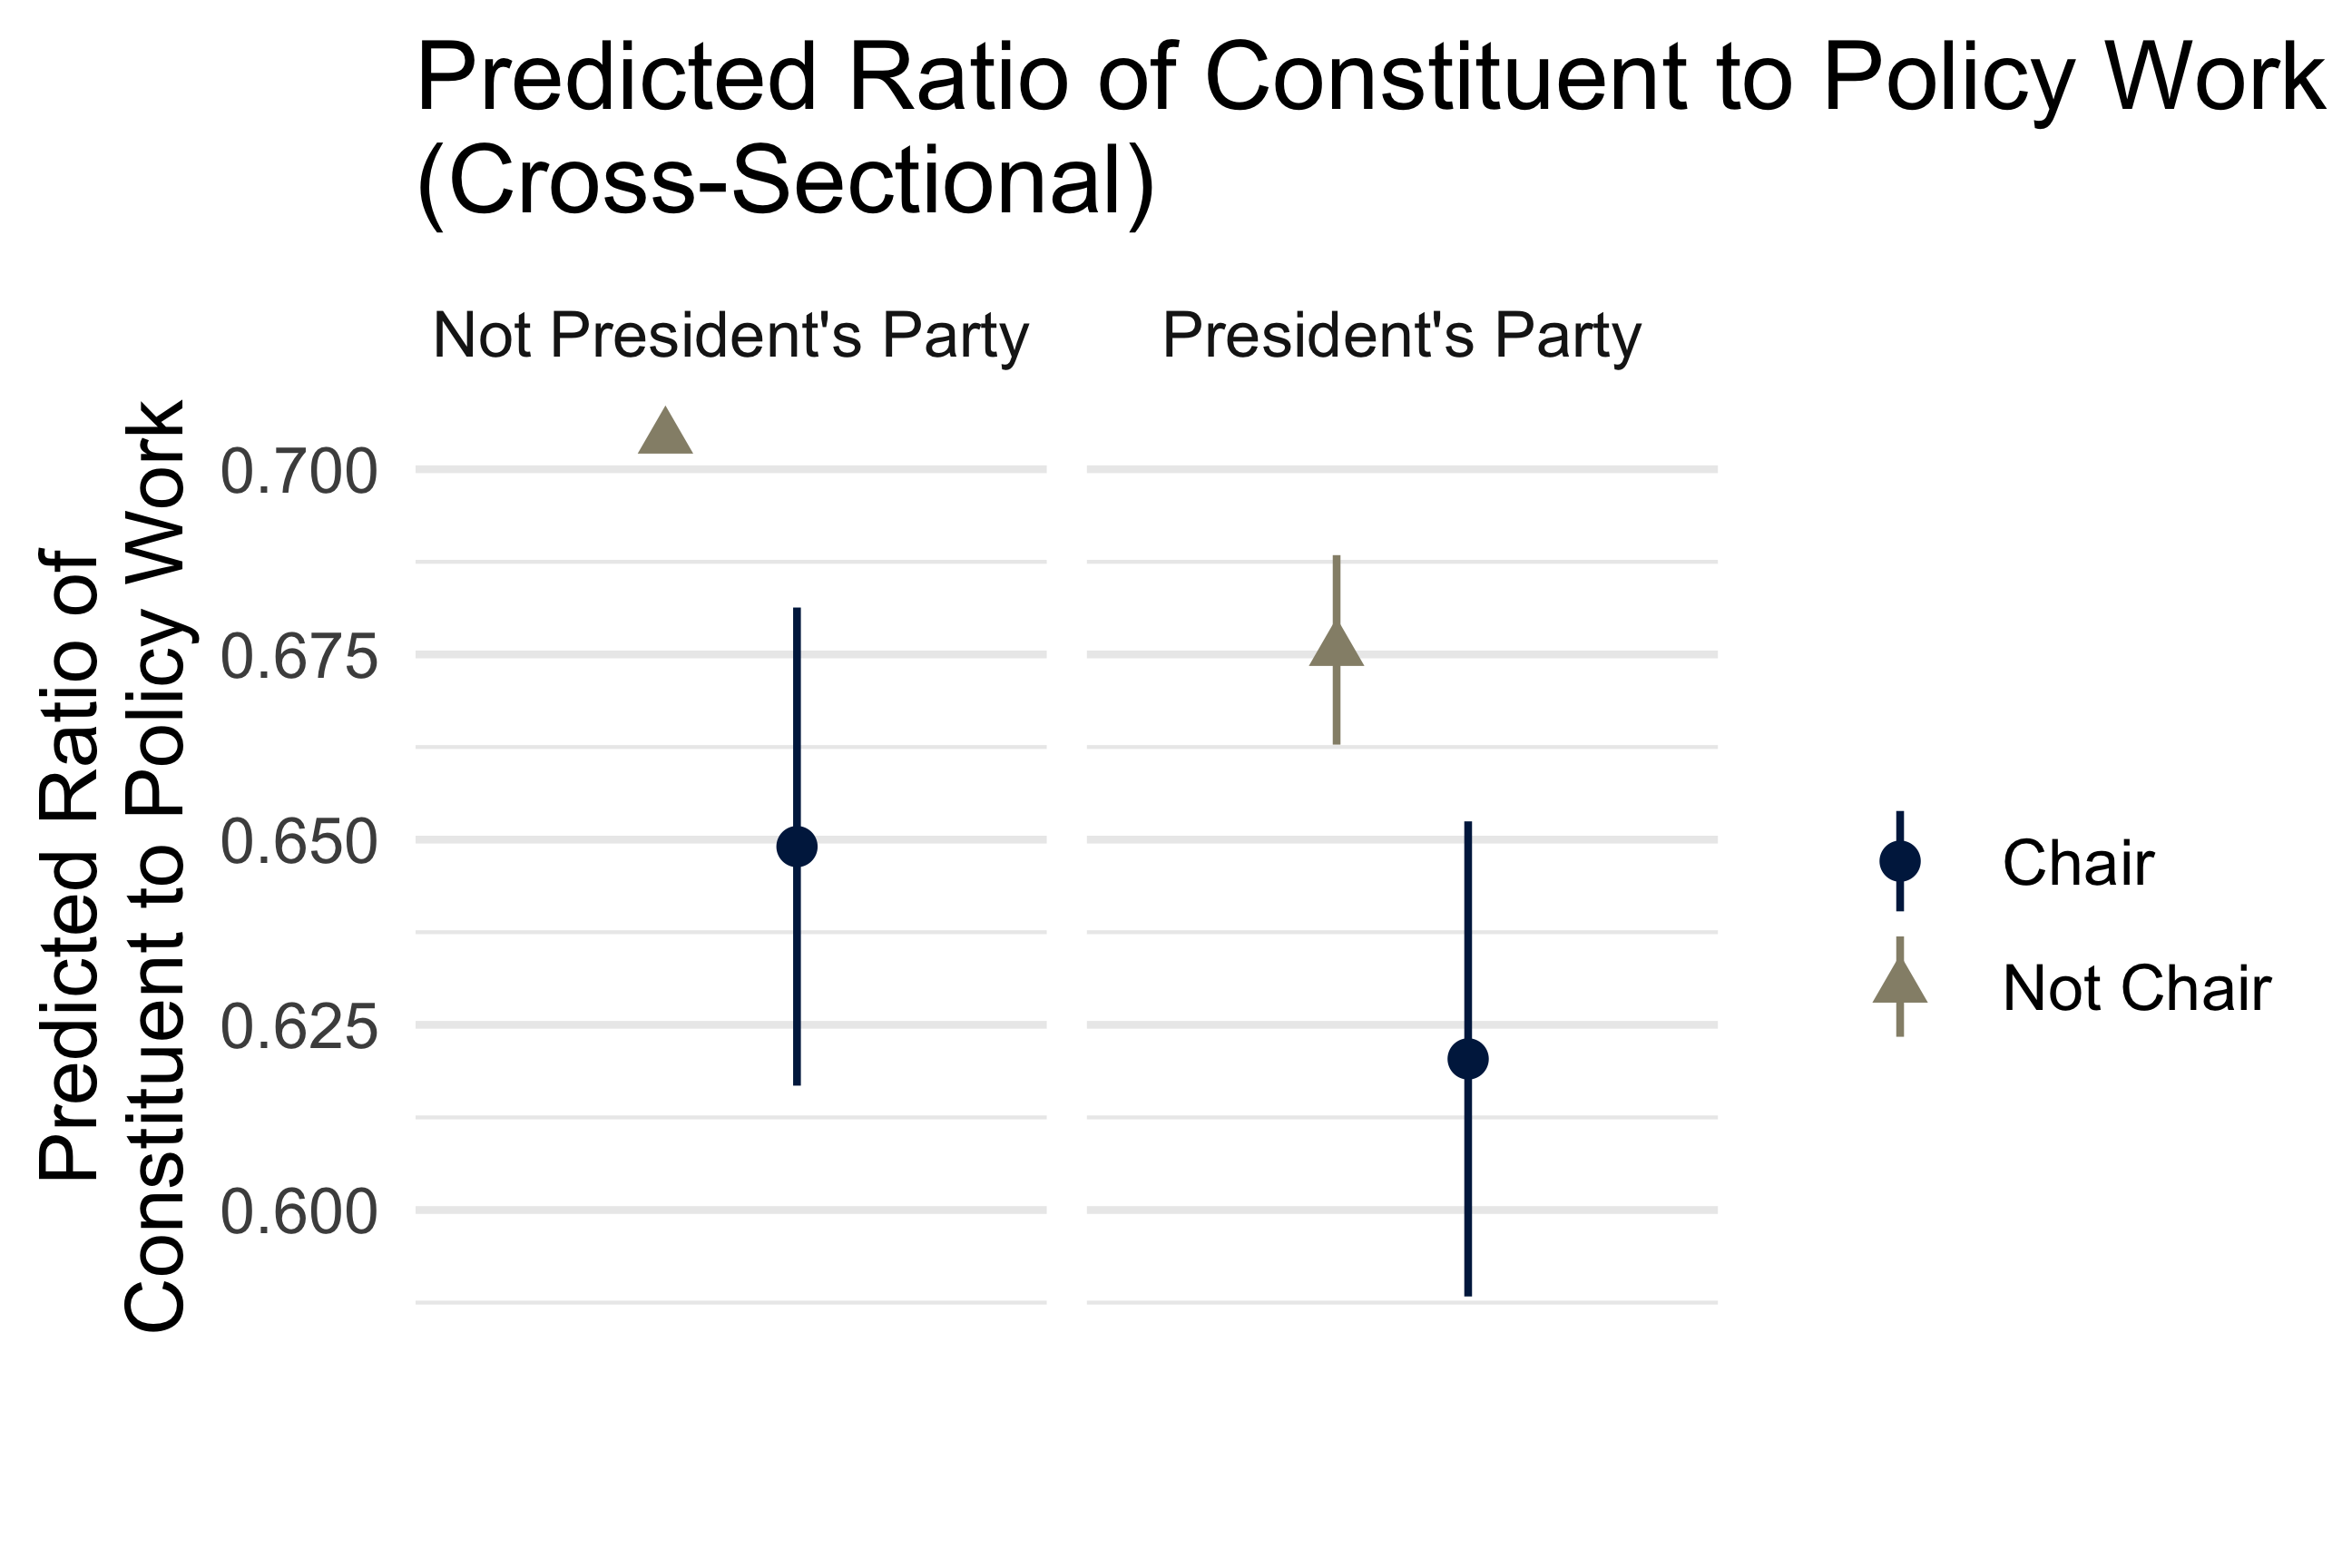 Predicted Ratio of Constituent to Policy Work
(Cross-Sectional)
Not President's Party
President's Party
Predicted Ratio of
Constituent to Policy Work
0.700
0.675
0.650
0.625
0.600
Chair
Not Chair